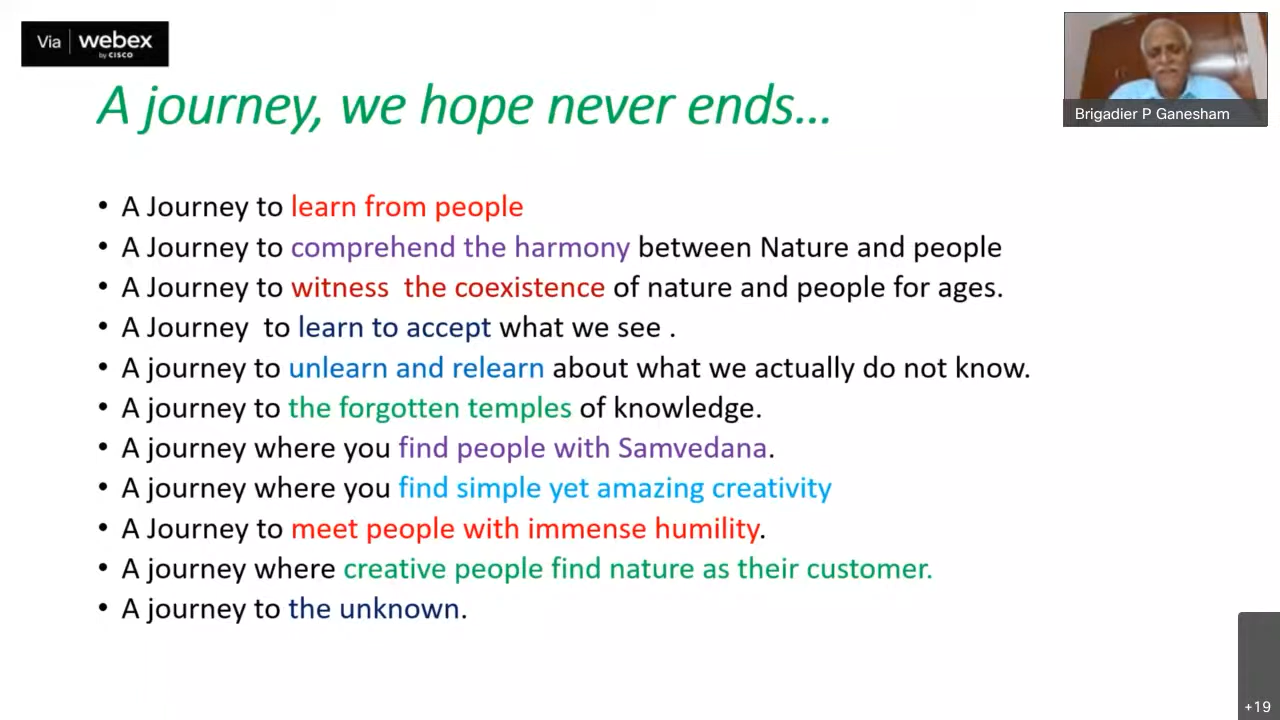 Via webex
by CISCO
A journey, we hope never ends...
Brigadier P Ganesham
• A Journey to learn from people
• A Journey to comprehend the harmony between Nature and people
• A Journey to witness  the coexistence of nature and people for ages.
• A Journey  to learn to accept what we see .
• A journey to unlearn and relearn about what we actually do not know.
• A journey to the forgotten temples of knowledge.
• A journey where you find people with Samvedana.
• A journey where you find simple yet amazing creativity
• A Journey to meet people with immense humility.
• A journey where creative people find nature as their customer.
• A journey to the unknown.
+19